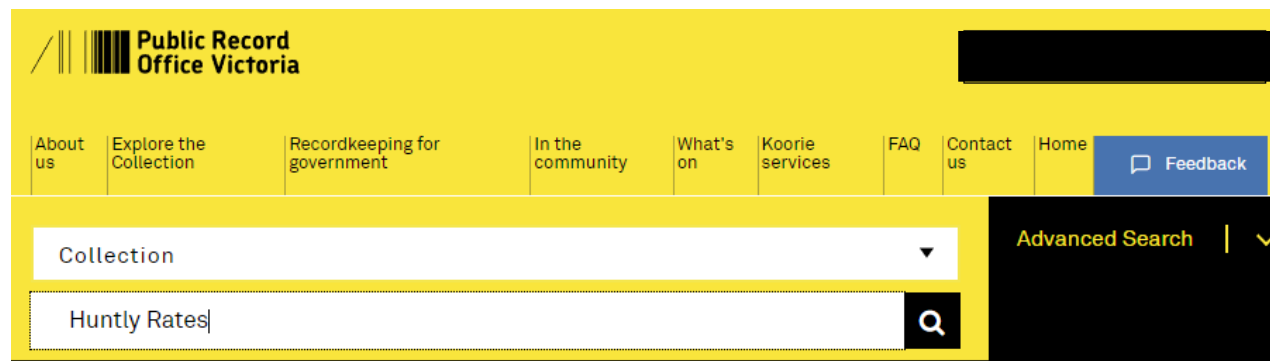 Public Record
Office Victoria
About us
Explore the Collection
Recordkeeping for government
In the community
What's on
Koorie services
FAQ
Contact us
Home
Feedback
Collection
Advanced Search
Huntly Rates